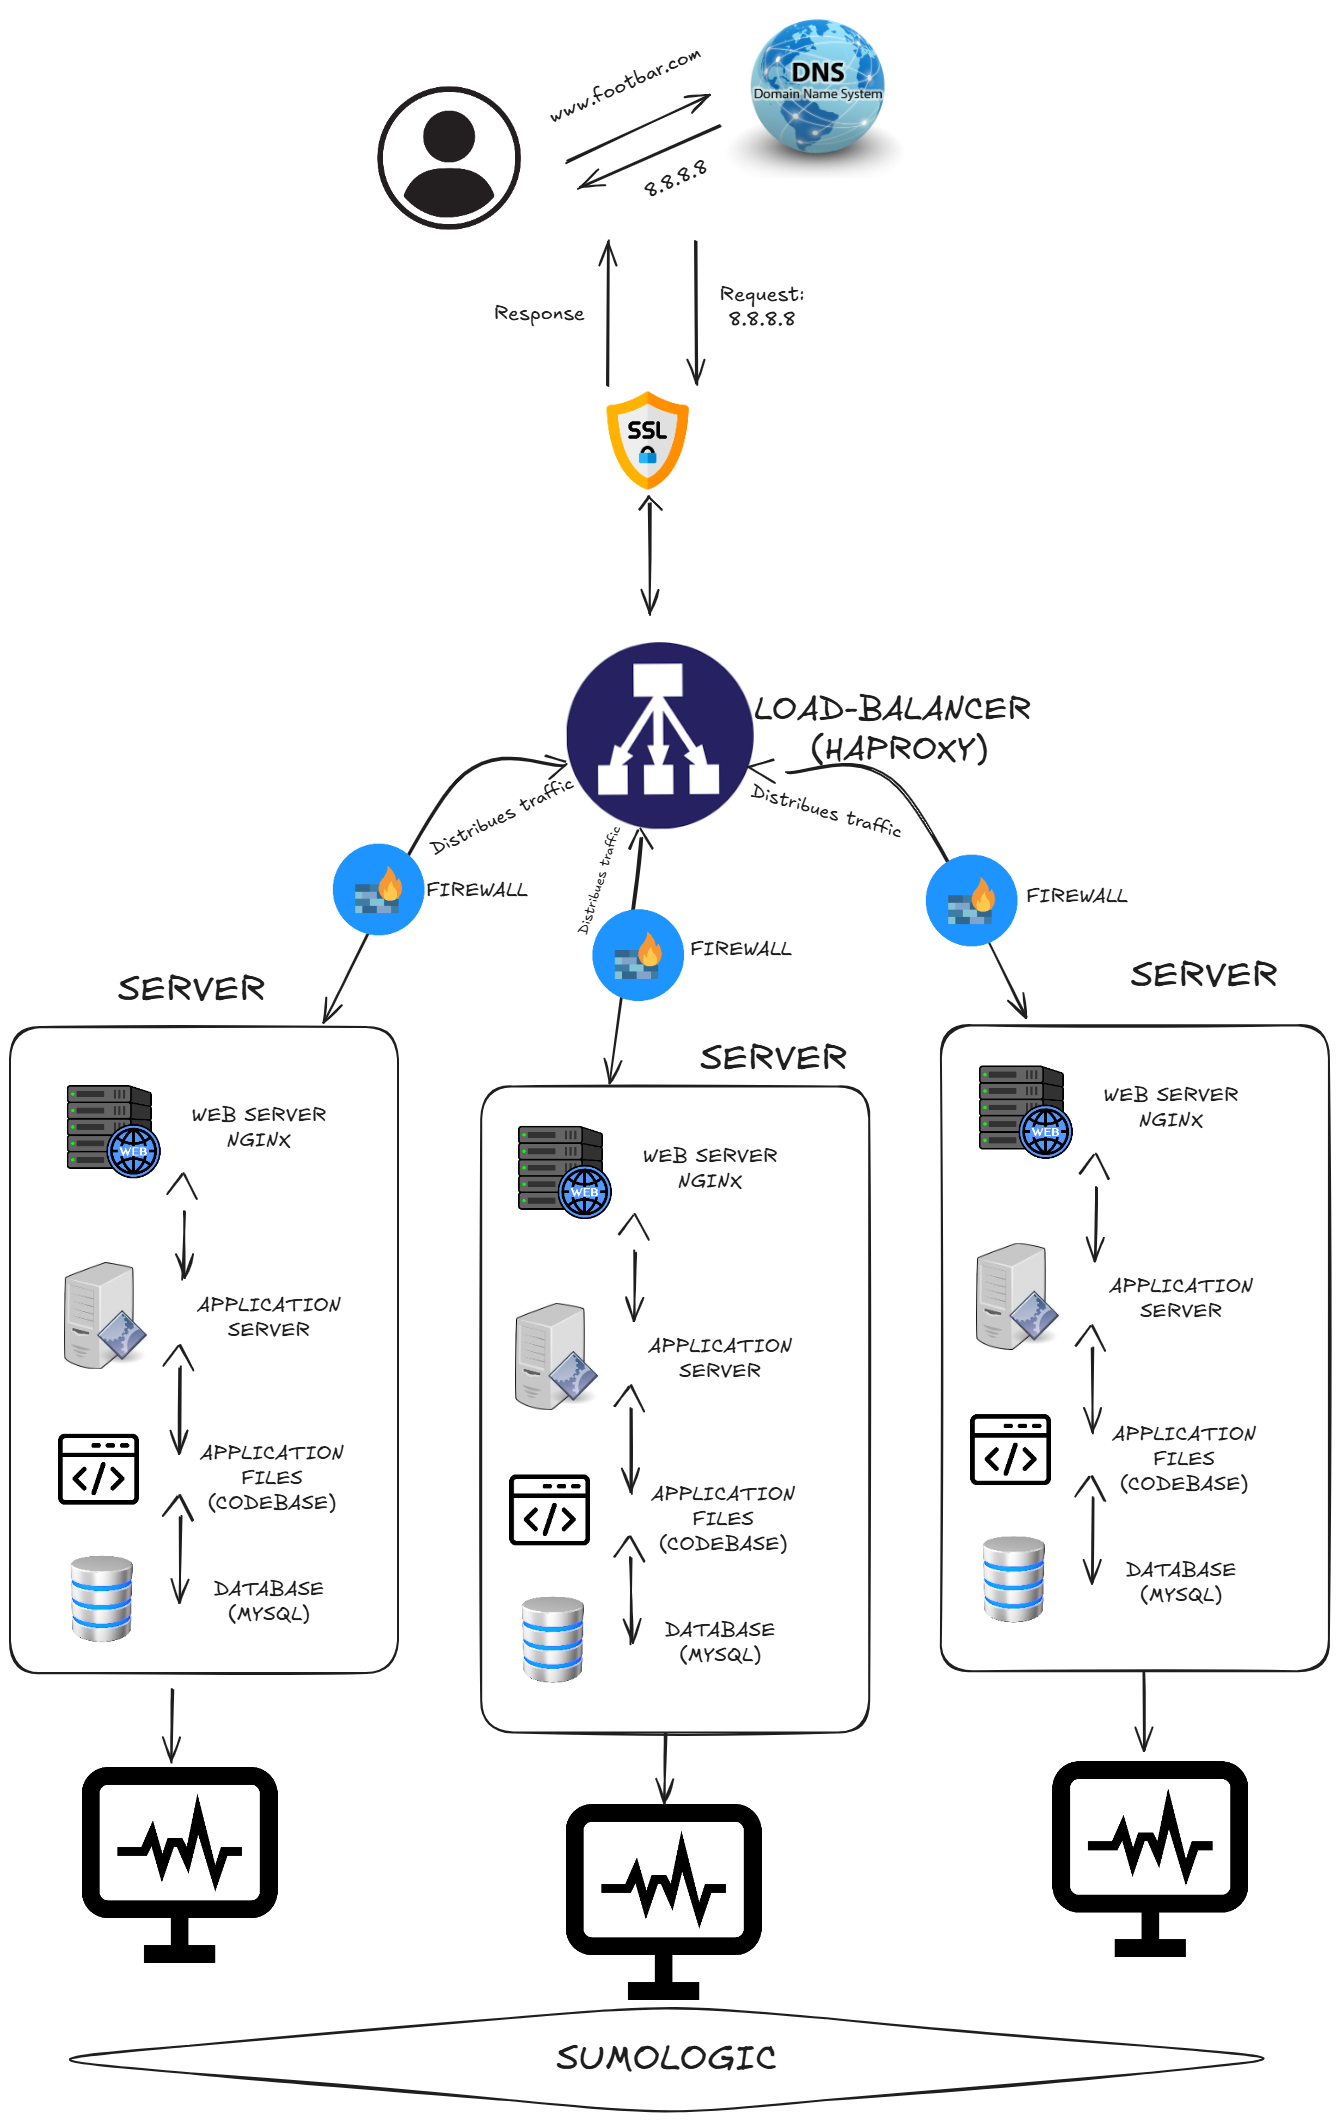 www.footbar.com
DNS
Domain Name System
8.8.8.8
Response
Request:
8.8.8.8
SSL
LOAD-BALANCER
(HAPROXY)
Distribues traffic
Distribues traffic
Distribues traffic
FIREWALL
FIREWALL
FIREWALL
SERVER
WEB SERVER
NGINX
WEB
APPLICATION
SERVER
APPLICATION
FILES
(CODEBASE)
DATABASE
(MYSQL)
SERVER
WEB SERVER
NGINX
WEB
APPLICATION
SERVER
APPLICATION
FILES
(CODEBASE)
DATABASE
(MYSQL)
SERVER
WEB SERVER
NGINX
WEB
APPLICATION
SERVER
APPLICATION
FILES
(CODEBASE)
DATABASE
(MYSQL)
SUMOLOGIC